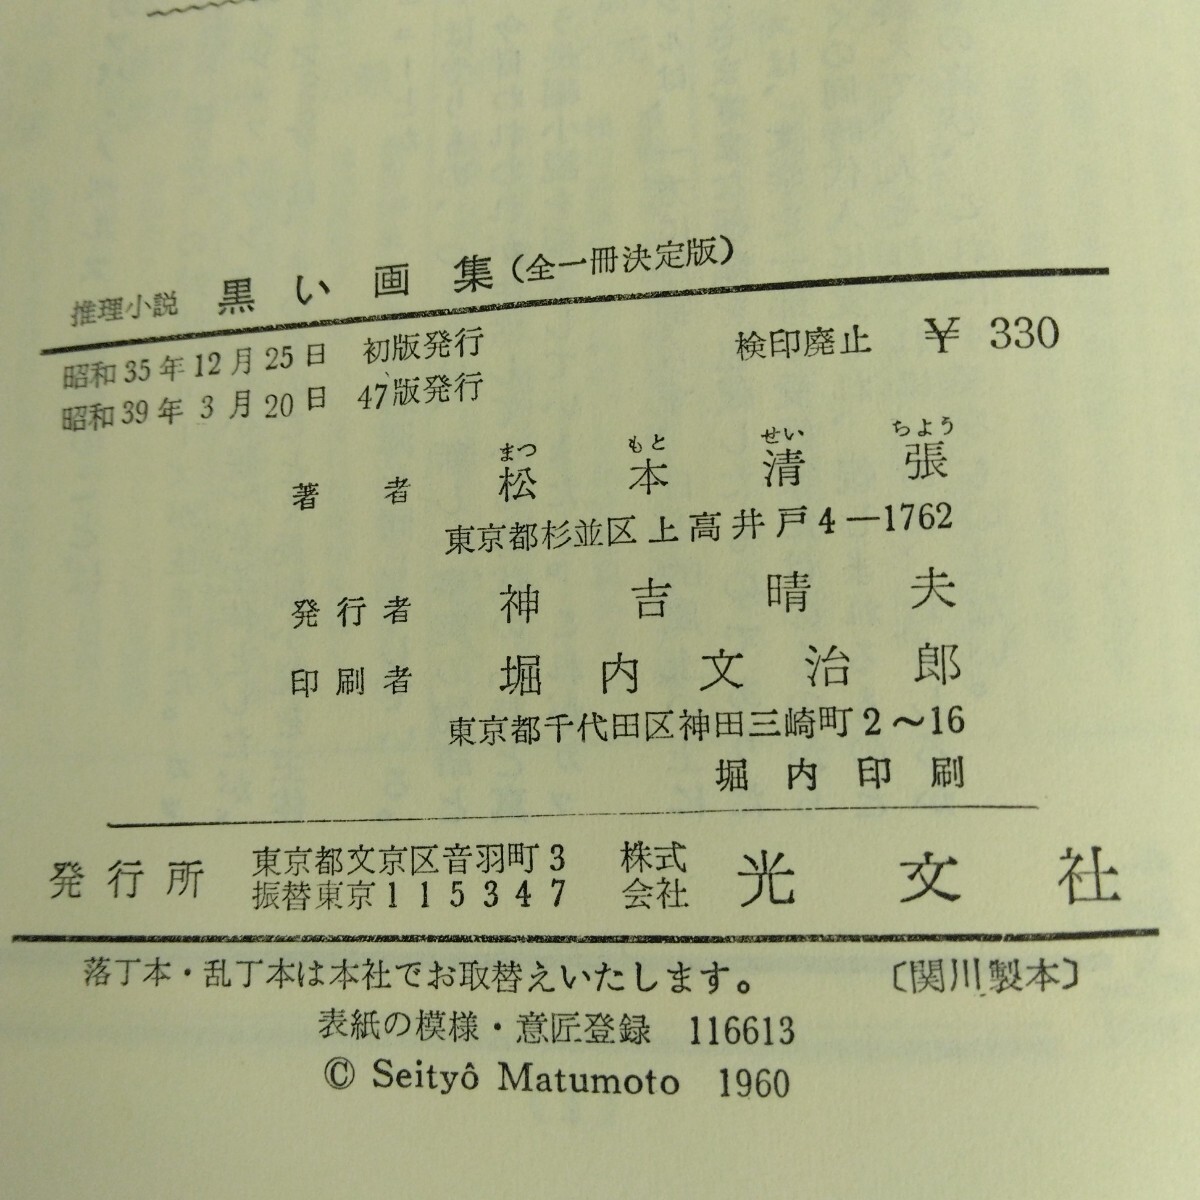 推理小説 黒い画集(全一冊決定版)
昭和35年12月25日 初版発行 検印廃止 ¥ 330
昭和39年3月20日 47版発行
まつ もと せい ちよう
著者 松本清張
東京都杉並区上高井戸4―1762
発行者 神吉晴夫
印刷者 堀内文治郎
東京都千代田区神田三崎町2〜16
堀内印刷
発行所 東京都文京区音羽町3 株式会社 光文社
振替東京115347
落丁本・乱丁本は本社でお取替えいたします。 〔関川製本〕
表紙の模様・意匠登録 116613
© Seityô Matumoto 1960